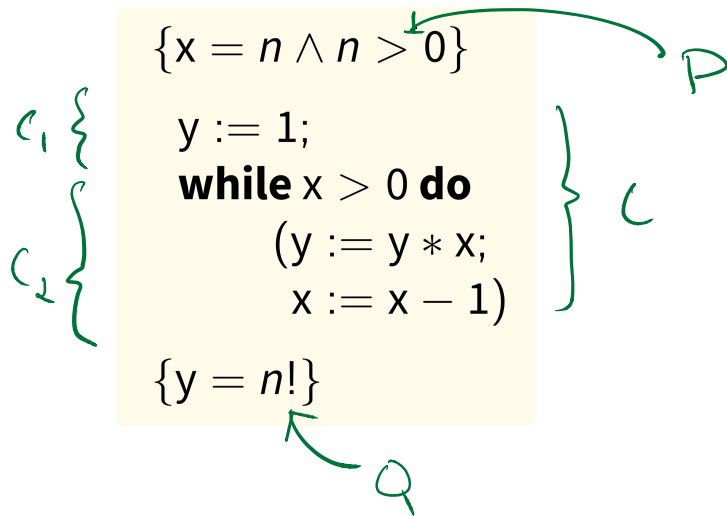 {x = n ∧ n > 0}
P
C₁ {
y := 1;
while x > 0 do
} C
(y := y ∗ x;
C₂ {
x := x − 1)
{y = n!}
Q